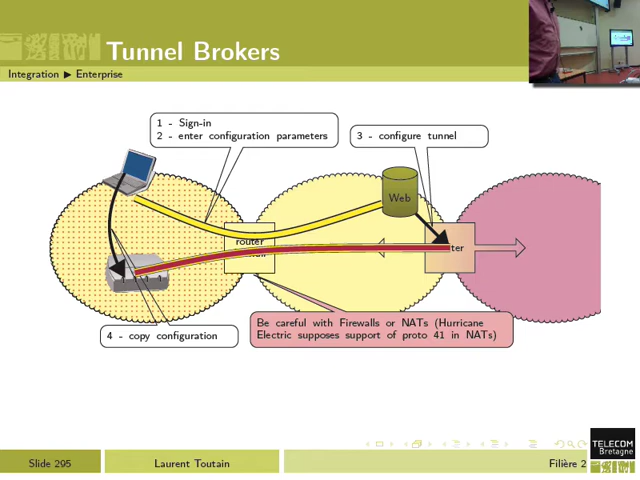 Tunnel Brokers
Integration ▶ Enterprise
1 - Sign-in
2 - enter configuration parameters
3 - configure tunnel
Web
router
4 - copy configuration
Be careful with Firewalls or NATs (Hurricane
Electric supposes support of proto 41 in NATs)
TELECOM
Bretagne
Slide 295
Laurent Toutain
Filière 2